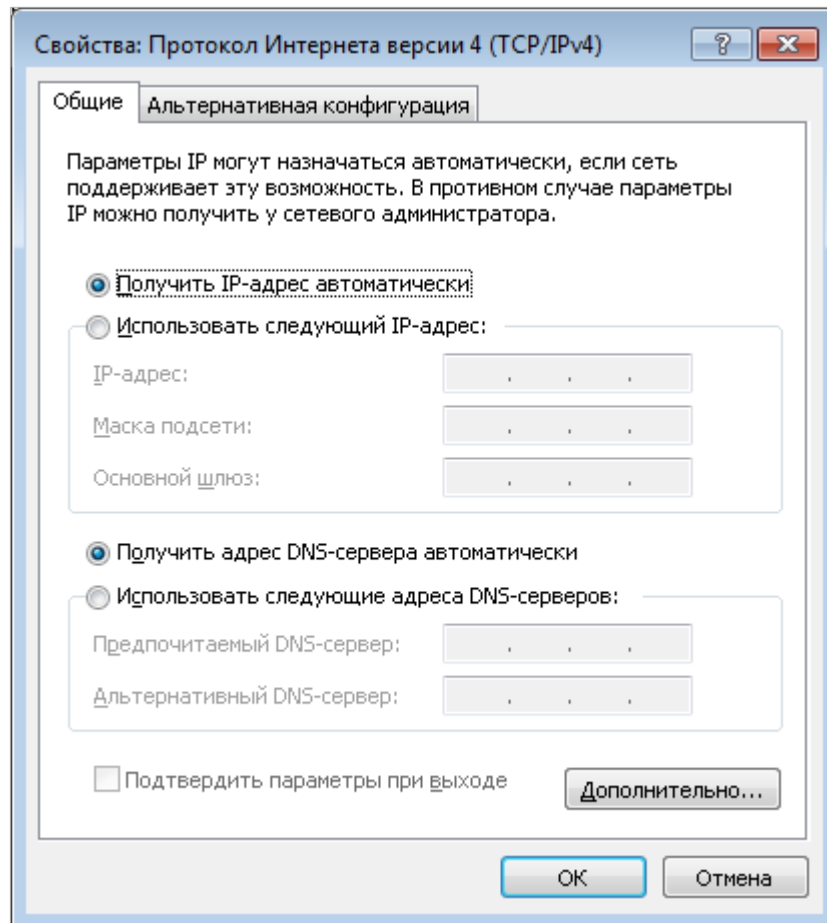 Свойства: Протокол Интернета версии 4 (TCP/IPv4)
Общие
Альтернативная конфигурация
Параметры IP могут назначаться автоматически, если сеть
поддерживает эту возможность. В противном случае параметры
IP можно получить у сетевого администратора.
Получить IP-адрес автоматически
Использовать следующий IP-адрес:
IP-адрес:
Маска подсети:
Основной шлюз:
Получить адрес DNS-сервера автоматически
Использовать следующие адреса DNS-серверов:
Предпочитаемый DNS-сервер:
Альтернативный DNS-сервер:
Подтвердить параметры при выходе
Дополнительно...
ОК
Отмена